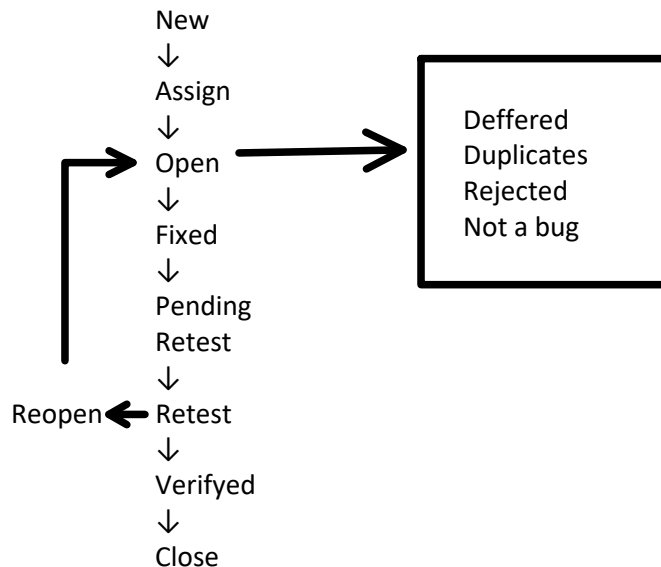 New
↓
Assign
↓
Open
↓
Fixed
↓
Pending
Retest
↓
Retest
↓
Verifyed
↓
Close
Reopen
Deffered
Duplicates
Rejected
Not a bug